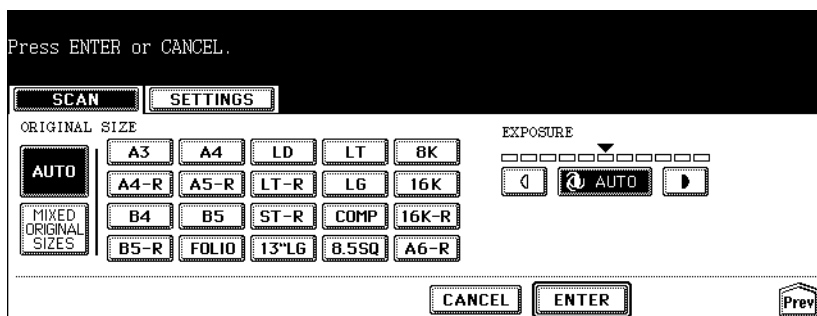 Press ENTER or CANCEL.
SCAN SETTINGS
ORIGINAL SIZE
EXPOSURE
AUTO
MIXED
ORIGINAL
SIZES
A3 A4 LD LT 8K
A4-R A5-R LT-R LG 16K
B4 B5 ST-R COMP 16K-R
B5-R FOLIO 13"LG 8.5SQ A6-R
AUTO
CANCEL ENTER
Prev